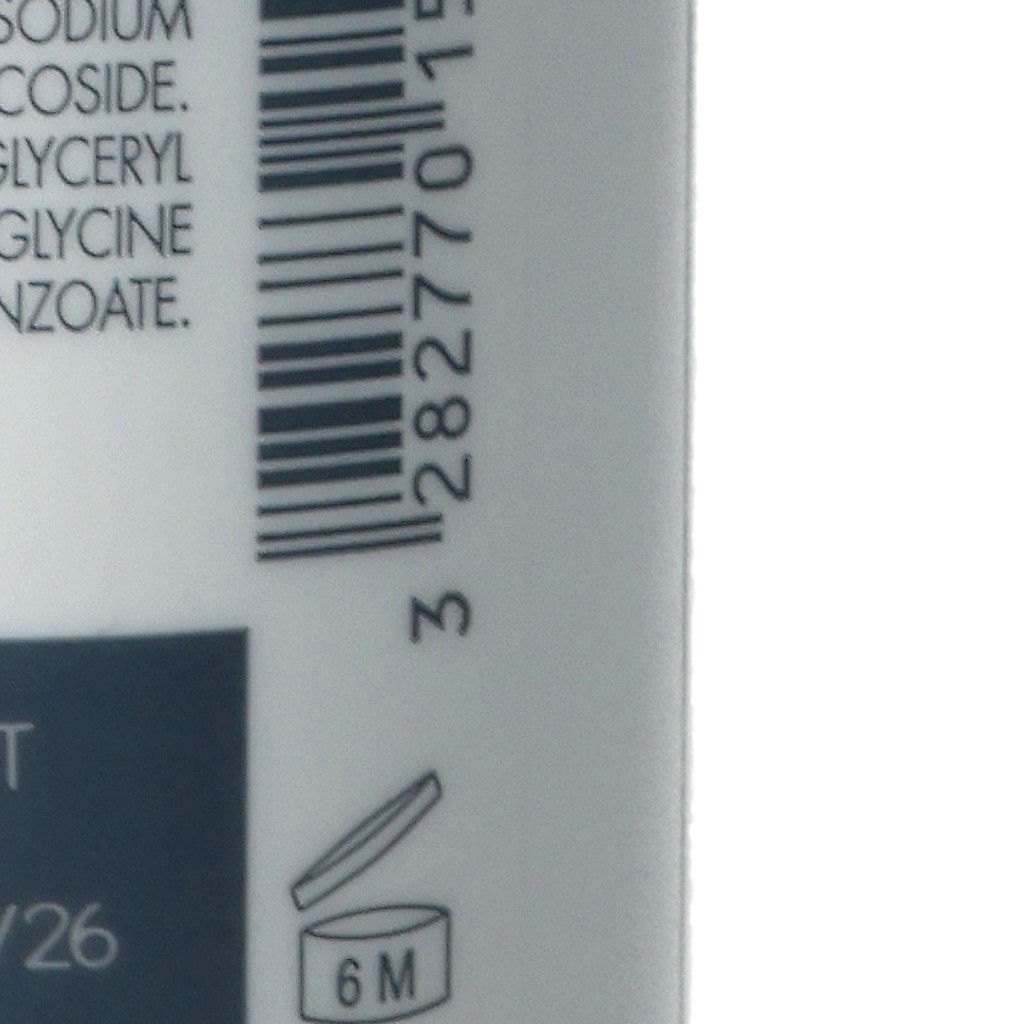 SODIUM
COSIDE.
GLYCERYL
GLYCINE
NZOATE.
3 282770 15
T
/26
6 M